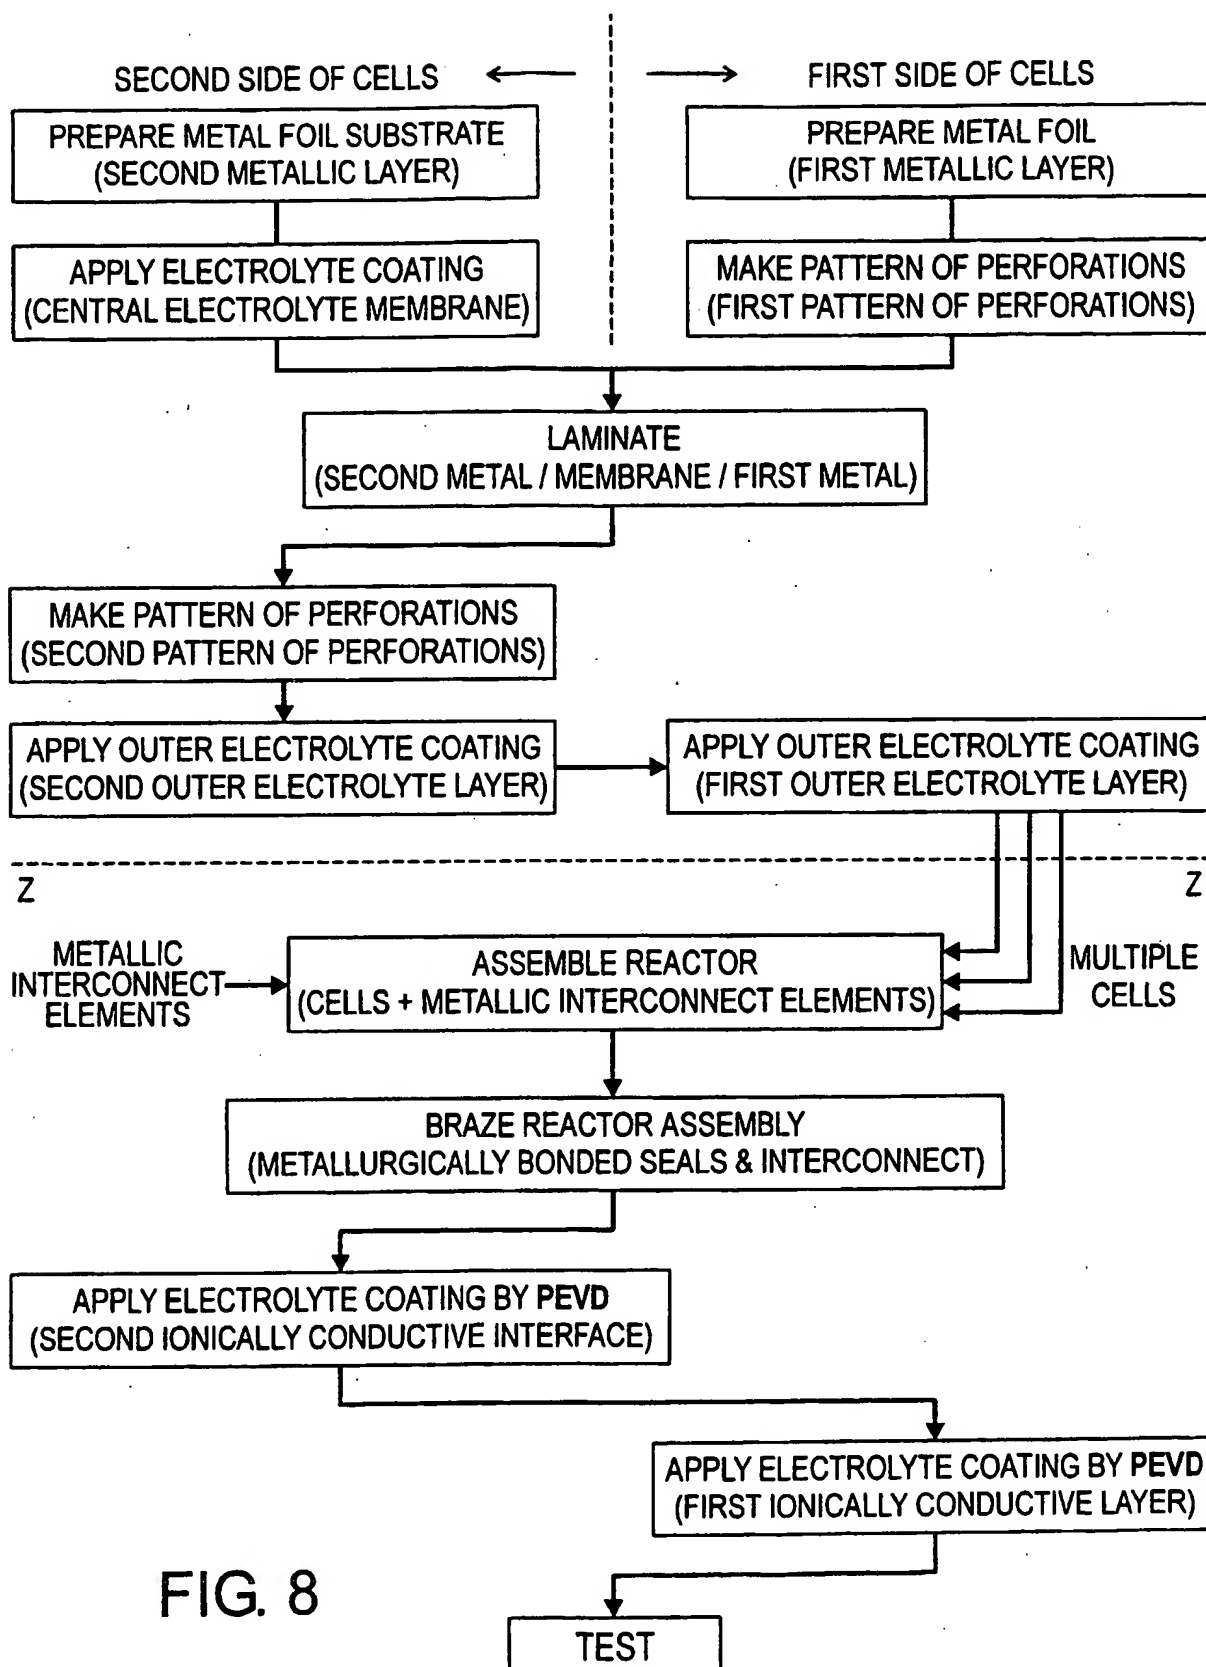 SECOND SIDE OF CELLS
FIRST SIDE OF CELLS
PREPARE METAL FOIL SUBSTRATE
(SECOND METALLIC LAYER)
PREPARE METAL FOIL
(FIRST METALLIC LAYER)
APPLY ELECTROLYTE COATING
(CENTRAL ELECTROLYTE MEMBRANE)
MAKE PATTERN OF PERFORATIONS
(FIRST PATTERN OF PERFORATIONS)
LAMINATE
(SECOND METAL / MEMBRANE / FIRST METAL)
MAKE PATTERN OF PERFORATIONS
(SECOND PATTERN OF PERFORATIONS)
APPLY OUTER ELECTROLYTE COATING
(SECOND OUTER ELECTROLYTE LAYER)
APPLY OUTER ELECTROLYTE COATING
(FIRST OUTER ELECTROLYTE LAYER)
Z
Z
METALLIC
INTERCONNECT
ELEMENTS
ASSEMBLE REACTOR
(CELLS + METALLIC INTERCONNECT ELEMENTS)
MULTIPLE
CELLS
BRAZE REACTOR ASSEMBLY
(METALLURGICALLY BONDED SEALS & INTERCONNECT)
APPLY ELECTROLYTE COATING BY PEVD
(SECOND IONICALLY CONDUCTIVE INTERFACE)
APPLY ELECTROLYTE COATING BY PEVD
(FIRST IONICALLY CONDUCTIVE LAYER)
FIG. 8
TEST